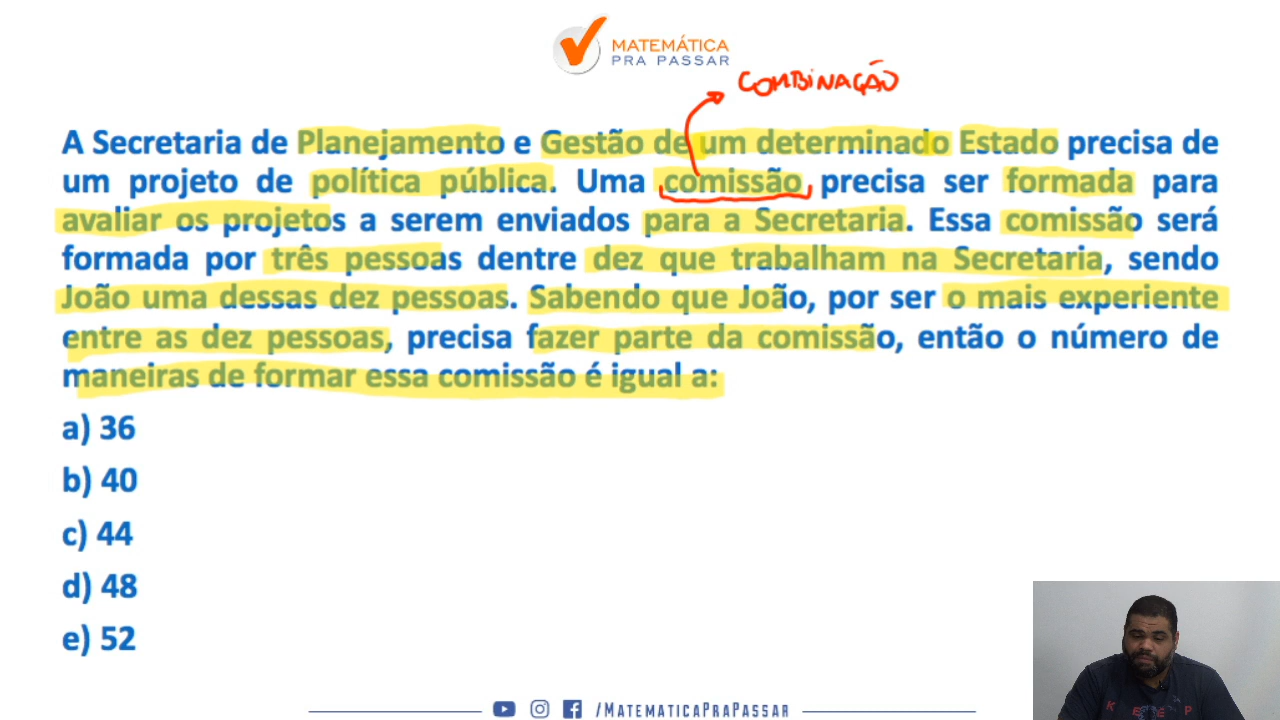 MATEMÁTICA
PRA PASSAR
COMBINAÇÃO
A Secretaria de Planejamento e Gestão de um determinado Estado precisa de
um projeto de política pública. Uma comissão precisa ser formada para
avaliar os projetos a serem enviados para a Secretaria. Essa comissão será
formada por três pessoas dentre dez que trabalham na Secretaria, sendo
João uma dessas dez pessoas. Sabendo que João, por ser o mais experiente
entre as dez pessoas, precisa fazer parte da comissão, então o número de
maneiras de formar essa comissão é igual a:
a) 36
b) 40
c) 44
d) 48
e) 52
K E E P
/MatematicaPraPassar